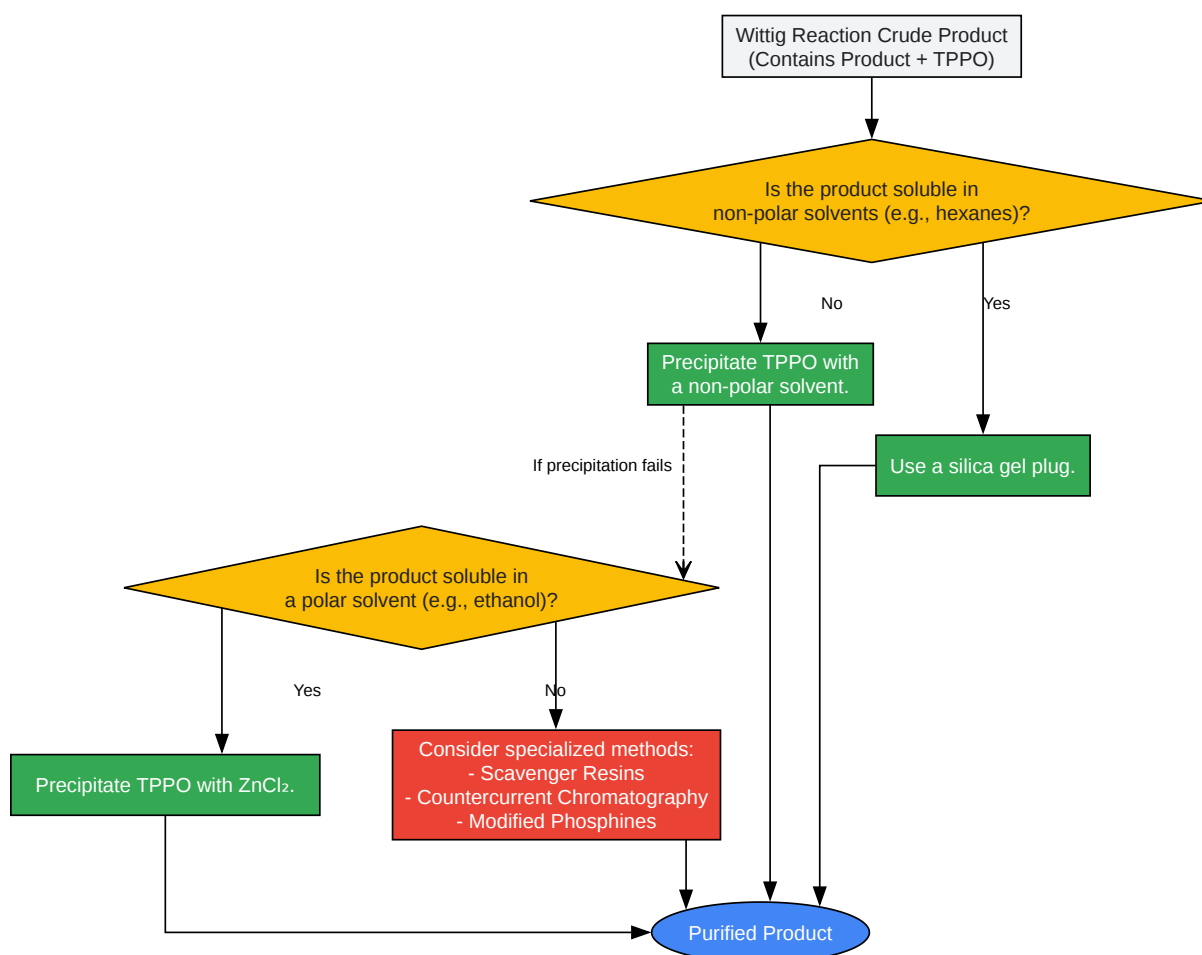 Wittig Reaction Crude Product
(Contains Product + TPPO)
Is the product soluble in
non-polar solvents (e.g., hexanes)?
No
Yes
Precipitate TPPO with
a non-polar solvent.
If precipitation fails
Use a silica gel plug.
Is the product soluble in
a polar solvent (e.g., ethanol)?
Yes
No
Precipitate TPPO with ZnCl₂.
Consider specialized methods:
- Scavenger Resins
- Countercurrent Chromatography
- Modified Phosphines
Purified Product